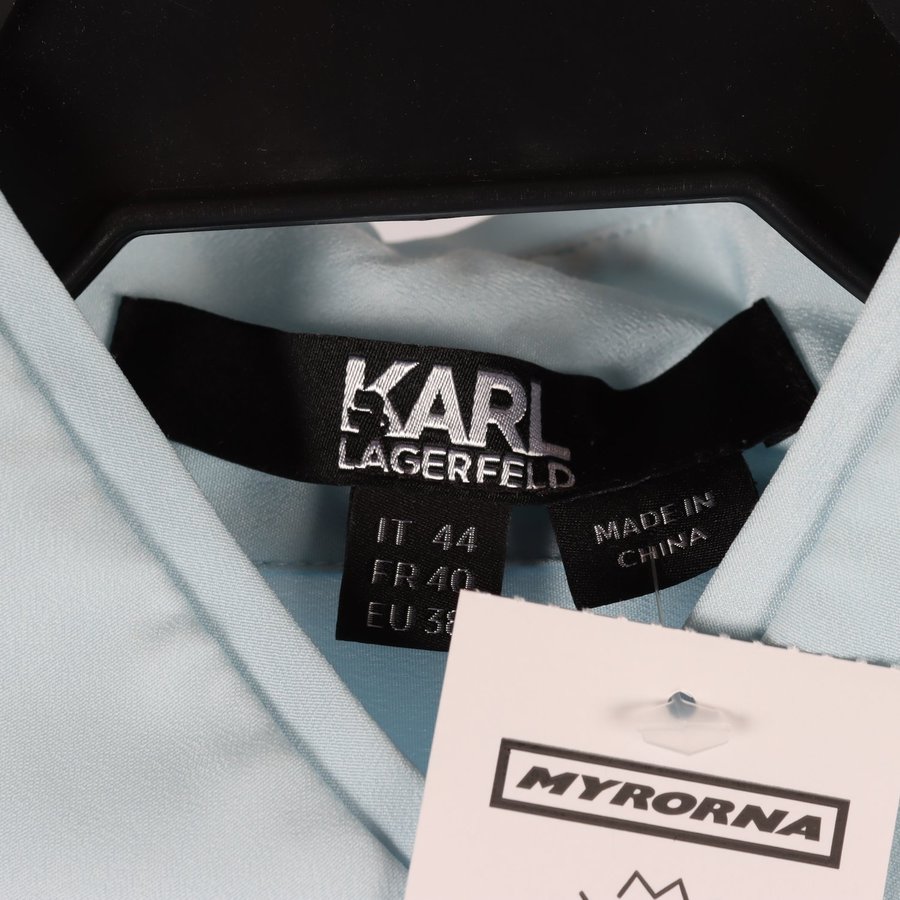 KARL
LAGERFELD
IT 44
FR 40
EU 38
MADE IN
CHINA
MYRORNA